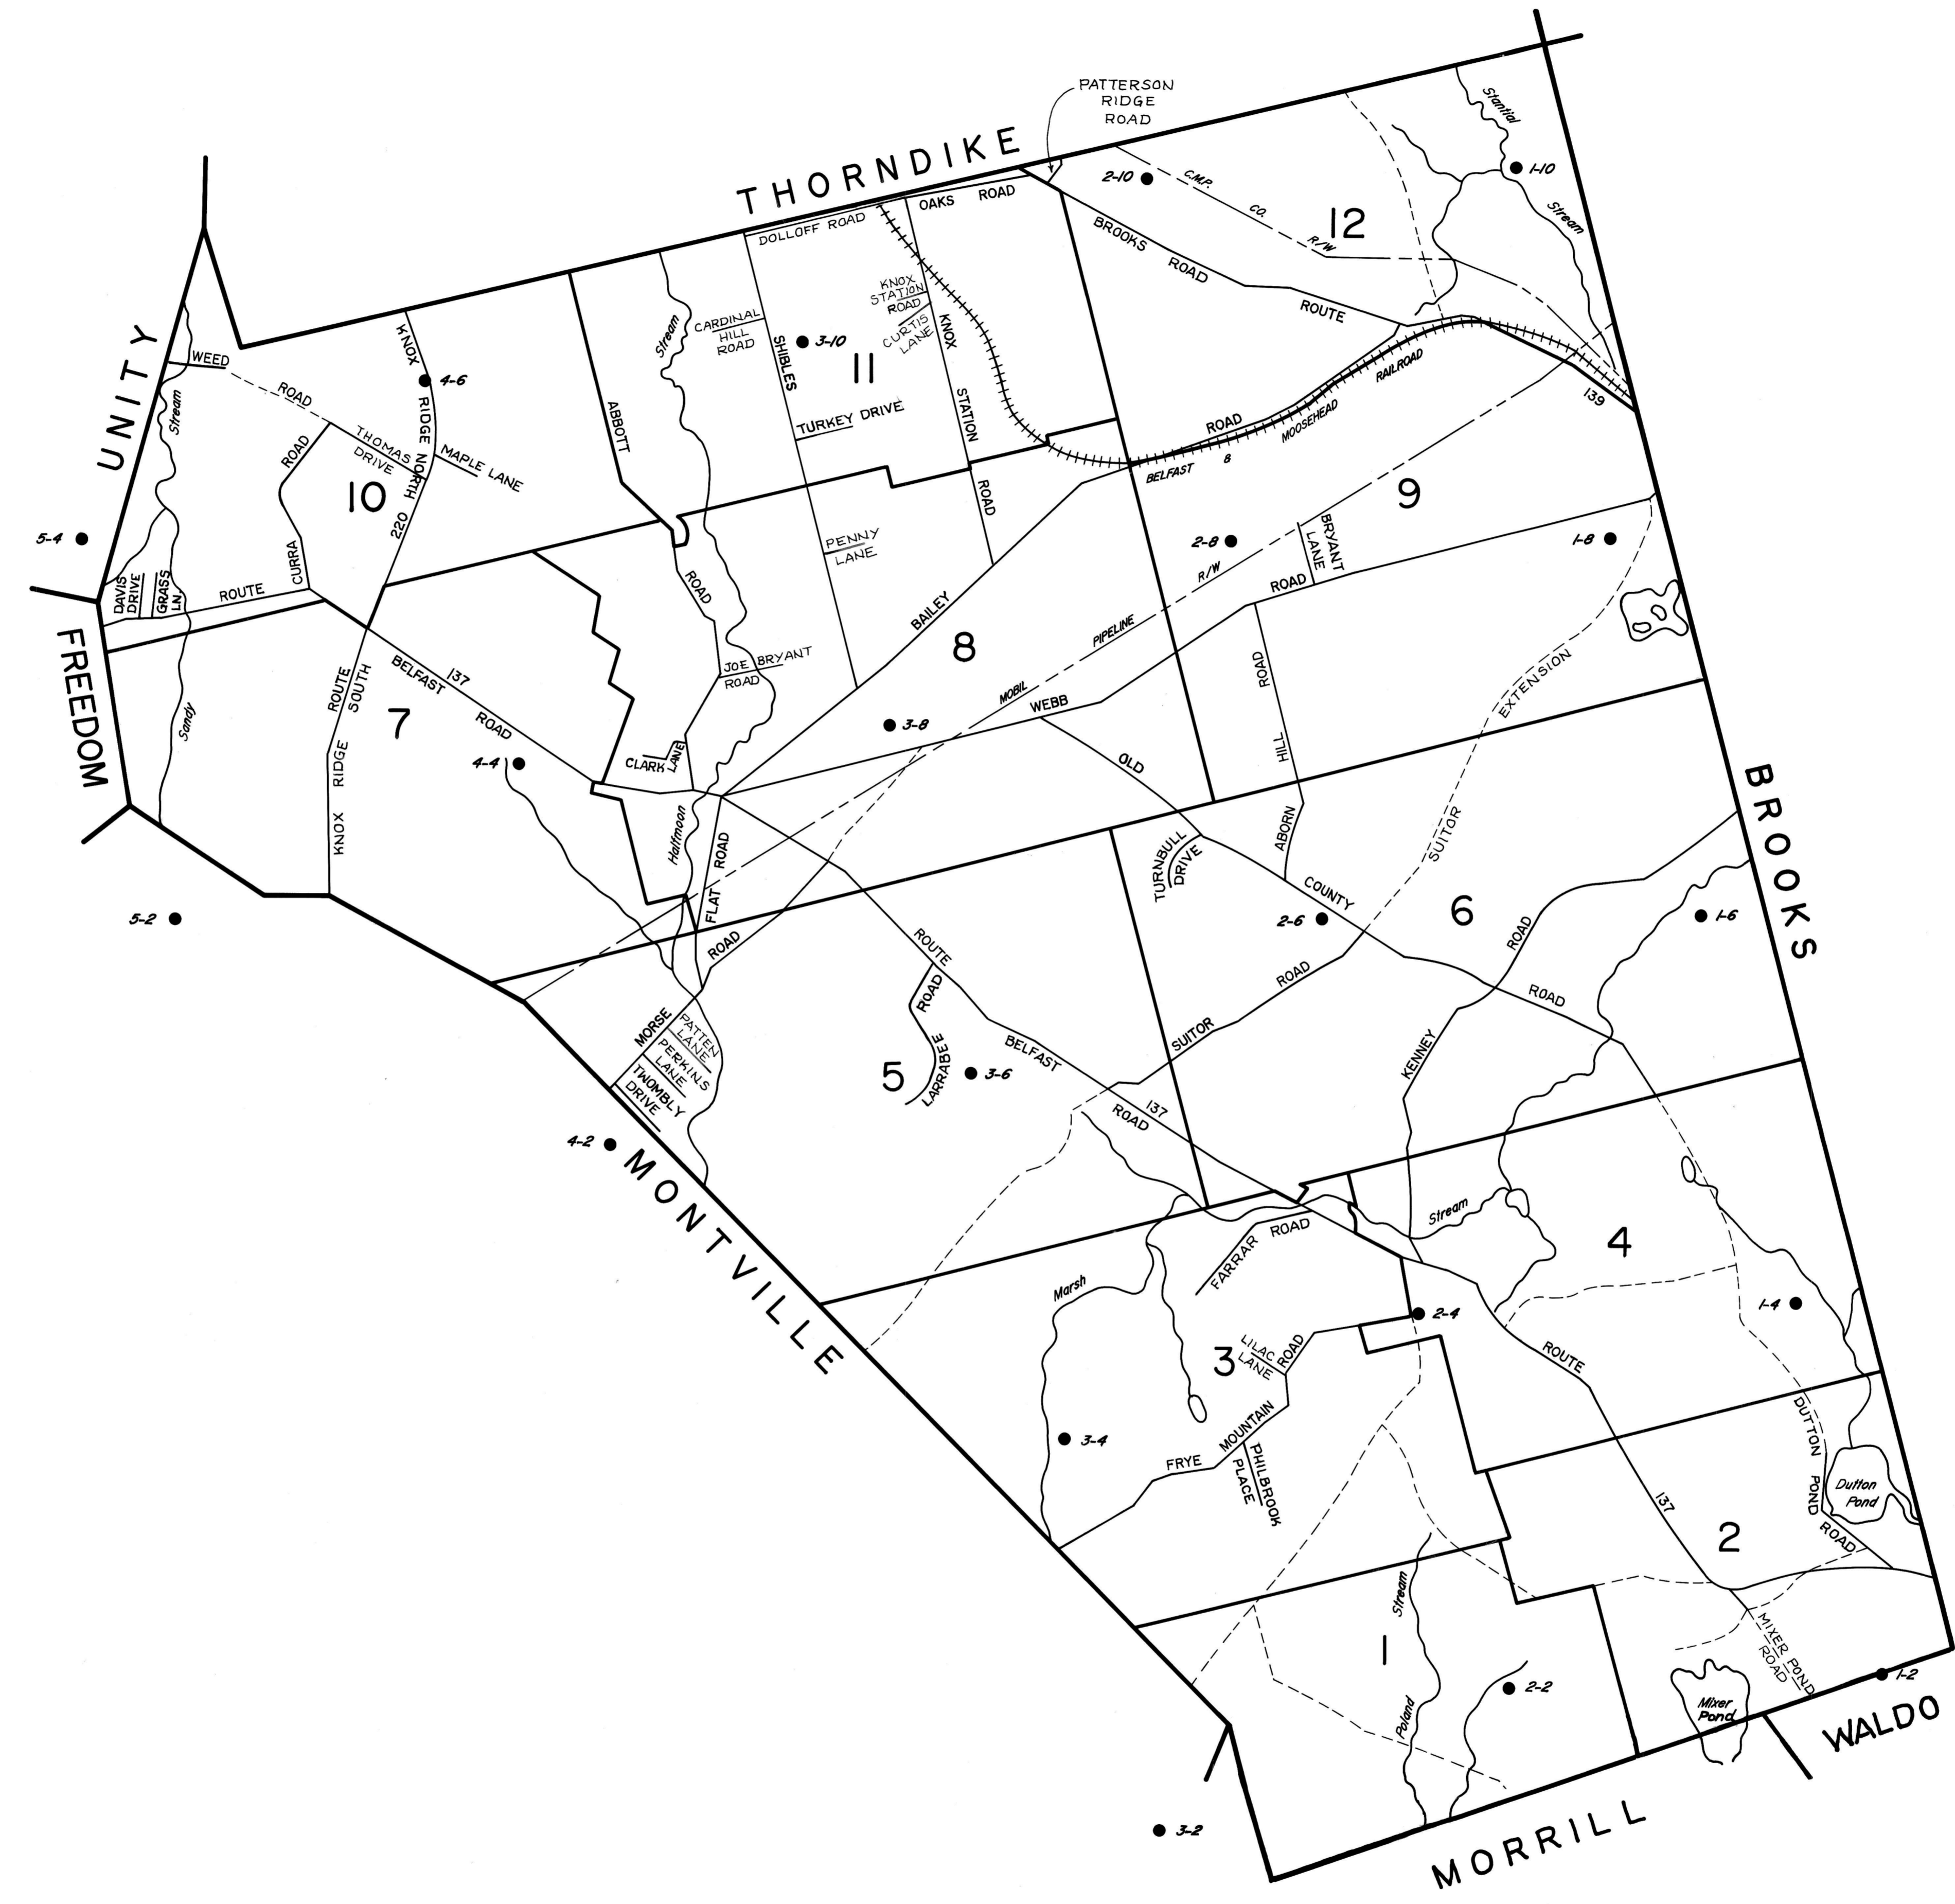 PATTERSON
RIDGE
ROAD
THORNDIKE
Stantial
Stream
1-10
2-10
C.M.P.
CO.
R/W
12
OAKS ROAD
DOLLOFF ROAD
BROOKS
ROAD
ROUTE
139
KNOX
STATION
ROAD
CURTIS
LANE
CARDINAL
HILL
ROAD
SHIBLES
3-10
11
KNOX
STATION
ROAD
TURKEY DRIVE
Stream
ABBOTT
ROAD
UNITY
WEED
ROAD
Stream
KNOX
RIDGE
NORTH
220
4-6
THOMAS
DRIVE
MAPLE LANE
10
CURRA
ROAD
5-4
DAVIS
DRIVE
GRASS
LN.
ROUTE
ROAD
BELFAST
8
MOOSEHEAD
RAILROAD
9
PENNY
LANE
BAILEY
8
2-8
R/W
PIPELINE
MOBIL
BRYANT
LANE
ROAD
1-8
WEBB
FREEDOM
Sandy
ROUTE
SOUTH
RIDGE
KNOX
BELFAST
137
ROAD
7
4-4
JOE BRYANT
ROAD
CLARK
LANE
3-8
Halfmoon
FLAT
ROAD
OLD
ROAD
HILL
ABORN
EXTENSION
SUITOR
BROOKS
TURNBULL
DRIVE
COUNTY
2-6
6
1-6
ROAD
ROAD
5-2
ROAD
MORSE
PATTEN
LANE
PERKINS
LANE
TWOMBLY
DRIVE
ROUTE
ROAD
LARRABEE
5
3-6
BELFAST
137
ROAD
SUITOR
ROAD
KENNEY
4-2
MONTVILLE
Stream
4
FARRAR
ROAD
Marsh
2-4
1-4
3
LILAC
LANE
ROAD
MOUNTAIN
FRYE
PHILBROOK
PLACE
3-4
ROUTE
137
DUTTON
POND
ROAD
Dutton
Pond
2
Stream
Poland
1
2-2
MIXER POND
ROAD
Mixer
Pond
1-2
WALDO
3-2
MORRILL